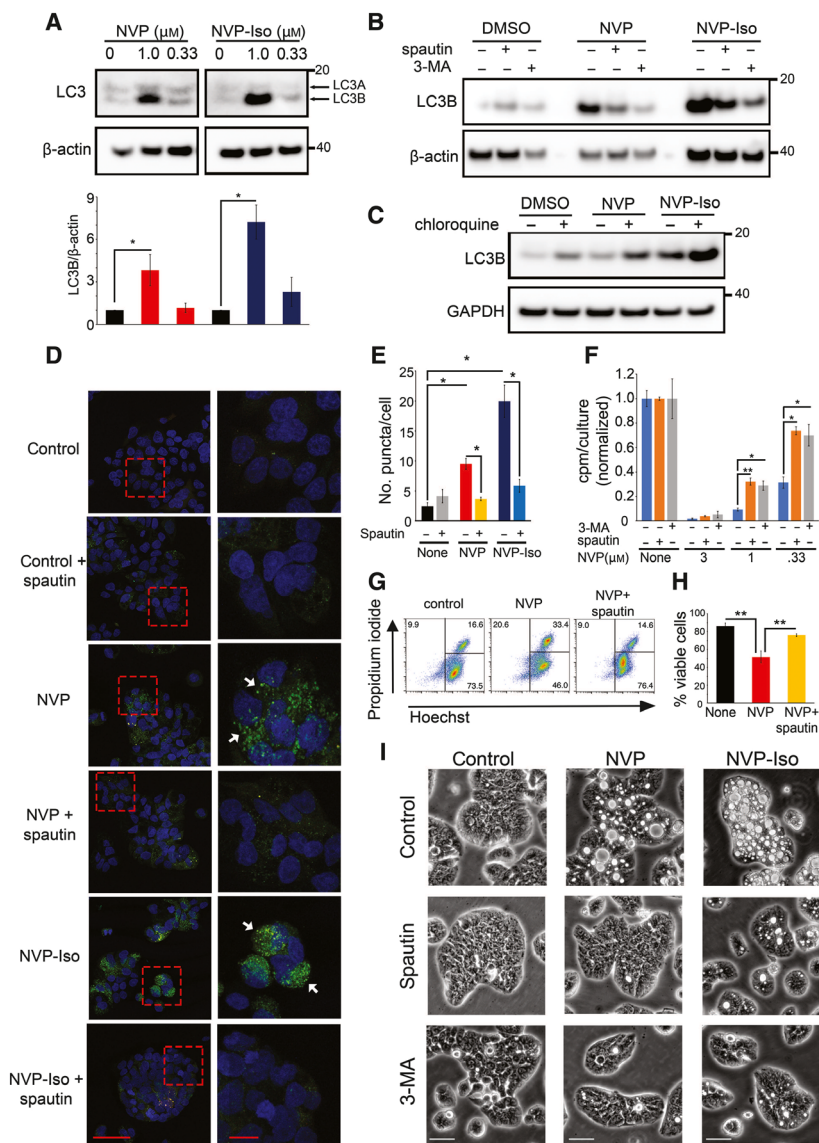 A
NVP (μM) NVP-Iso (μM)
0 1.0 0.33 0 1.0 0.33
20
LC3
LC3A
LC3B
β-actin
40
LC3B/β-actin
9
6
3
0
* *
B
DMSO NVP NVP-Iso
spautin – + – – + – – + –
3-MA – – + – – + – – +
20
LC3B
β-actin
40
C
DMSO NVP NVP-Iso
chloroquine – + – + – +
20
LC3B
40
GAPDH
D
Control
Control +
spautin
NVP
NVP +
spautin
NVP-Iso
NVP-Iso +
spautin
E
No. puncta/cell
25
20
15
10
5
0
* * * *
Spautin – + – + – +
None NVP NVP-Iso
F
cpm/culture
(normalized)
1.2
1.0
0.8
0.6
0.4
0.2
0
** * * *
3-MA – – + – – + – – + – – +
spautin – + – – + – – + – – + –
NVP(μM) None 3 1 .33
G
control NVP NVP+
spautin
9.9 16.6 20.6 33.4 9.0 14.6
73.5 46.0 76.4
Propidium iodide
Hoechst
H
% viable cells
100
80
60
40
20
0
** **
None NVP NVP+
spautin
I
Control NVP NVP-Iso
Control
Spautin
3-MA